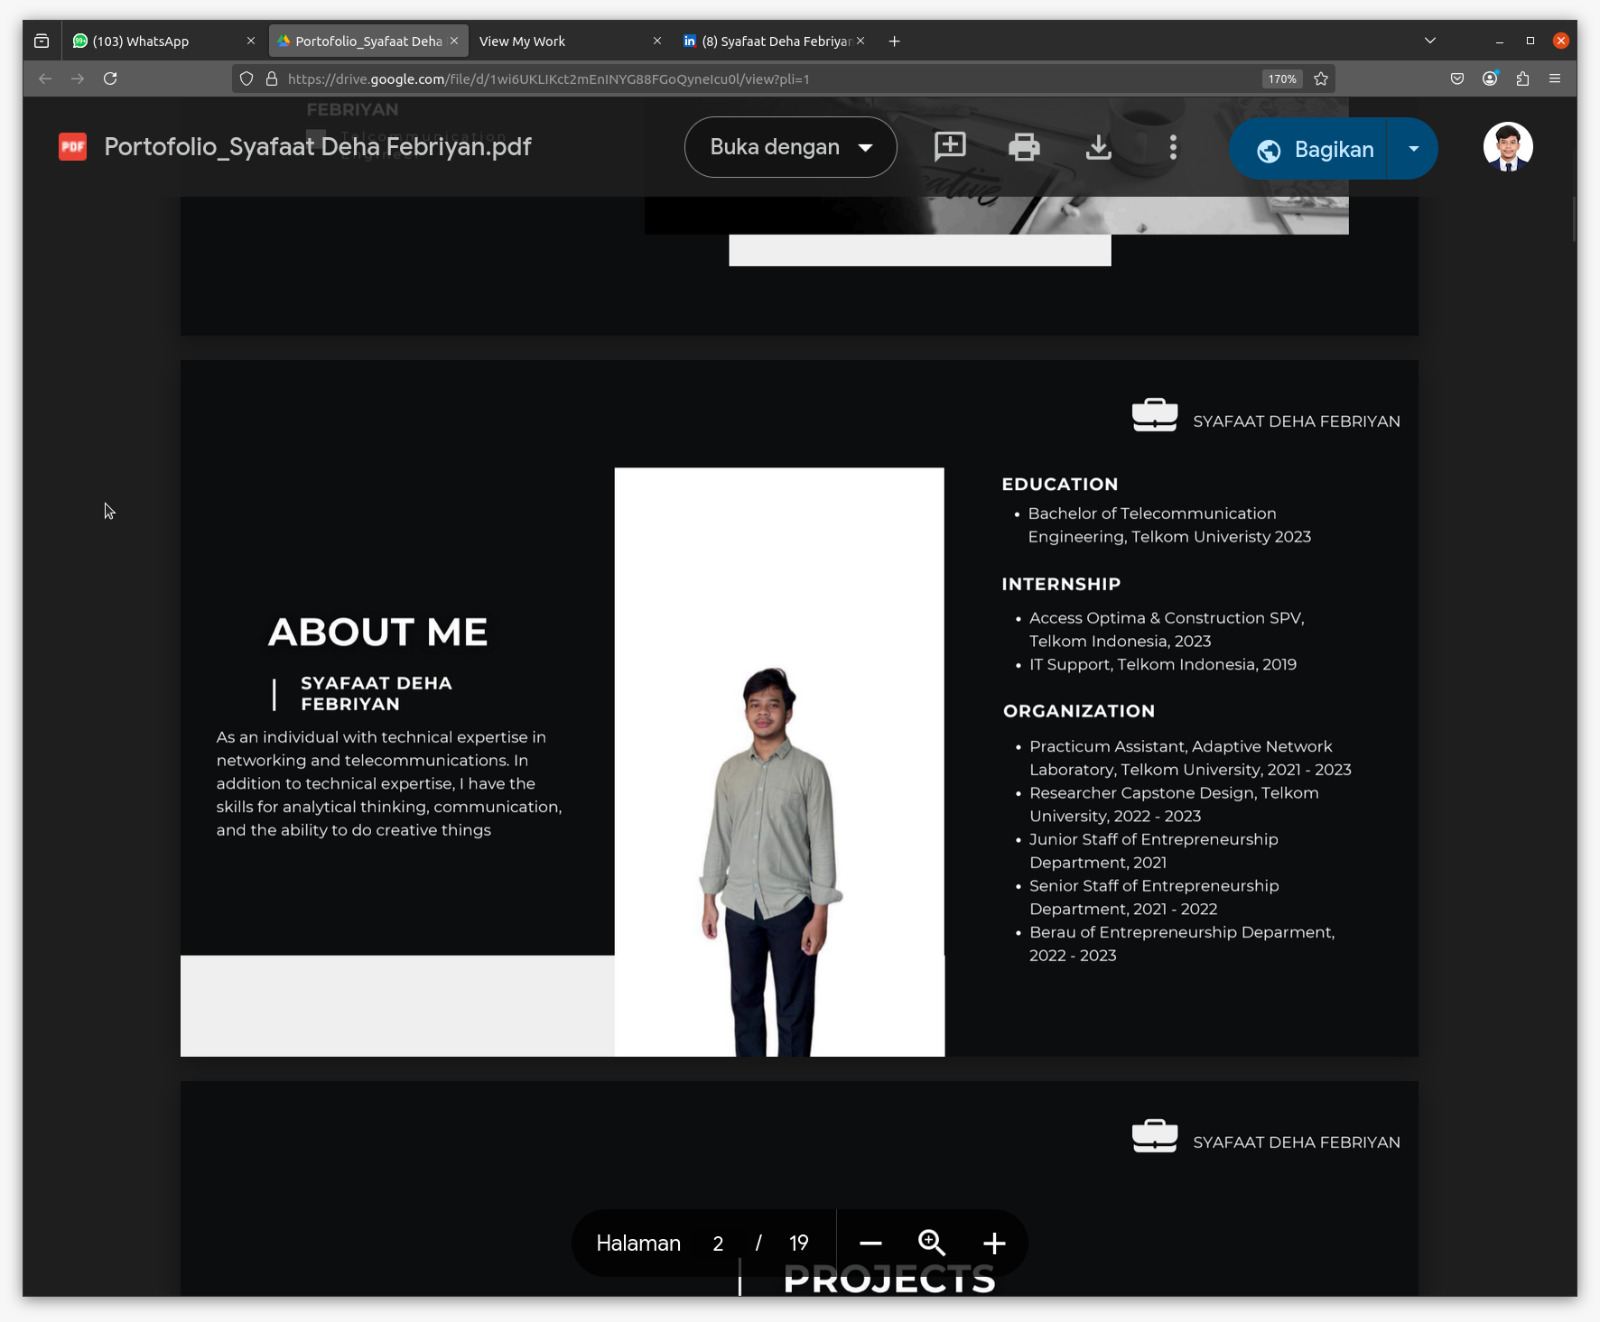 (103) WhatsApp
Portofolio_Syafaat Deha
View My Work
(8) Syafaat Deha Febriyar
https://drive.google.com/file/d/1wi6UKLIKct2mEnINYG88FGoQyneIcu0l/view?pli=1
170%
FEBRIYAN
Telcommunication
PDF
Portofolio_Syafaat Deha Febriyan.pdf
Buka dengan
Bagikan
SYAFAAT DEHA FEBRIYAN
ABOUT ME
SYAFAAT DEHA
FEBRIYAN
As an individual with technical expertise in
networking and telecommunications. In
addition to technical expertise, I have the
skills for analytical thinking, communication,
and the ability to do creative things
EDUCATION
• Bachelor of Telecommunication
Engineering, Telkom Univeristy 2023
INTERNSHIP
• Access Optima & Construction SPV,
Telkom Indonesia, 2023
• IT Support, Telkom Indonesia, 2019
ORGANIZATION
• Practicum Assistant, Adaptive Network
Laboratory, Telkom University, 2021 - 2023
• Researcher Capstone Design, Telkom
University, 2022 - 2023
• Junior Staff of Entrepreneurship
Department, 2021
• Senior Staff of Entrepreneurship
Department, 2021 - 2022
• Berau of Entrepreneurship Deparment,
2022 - 2023
SYAFAAT DEHA FEBRIYAN
Halaman 2 / 19
PROJECTS